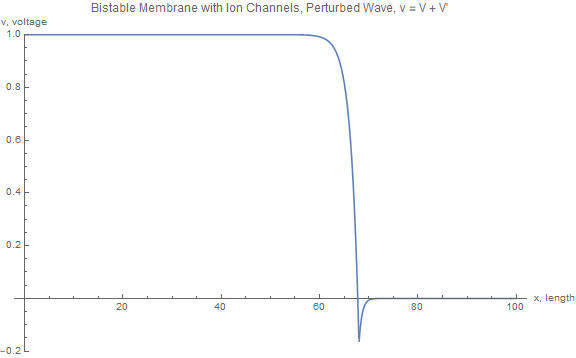 Bistable Membrane with Ion Channels, Perturbed Wave, v = V + V'
v, voltage
1.0
0.8
0.6
0.4
0.2
20 40 60 80 100 x, length
-0.2